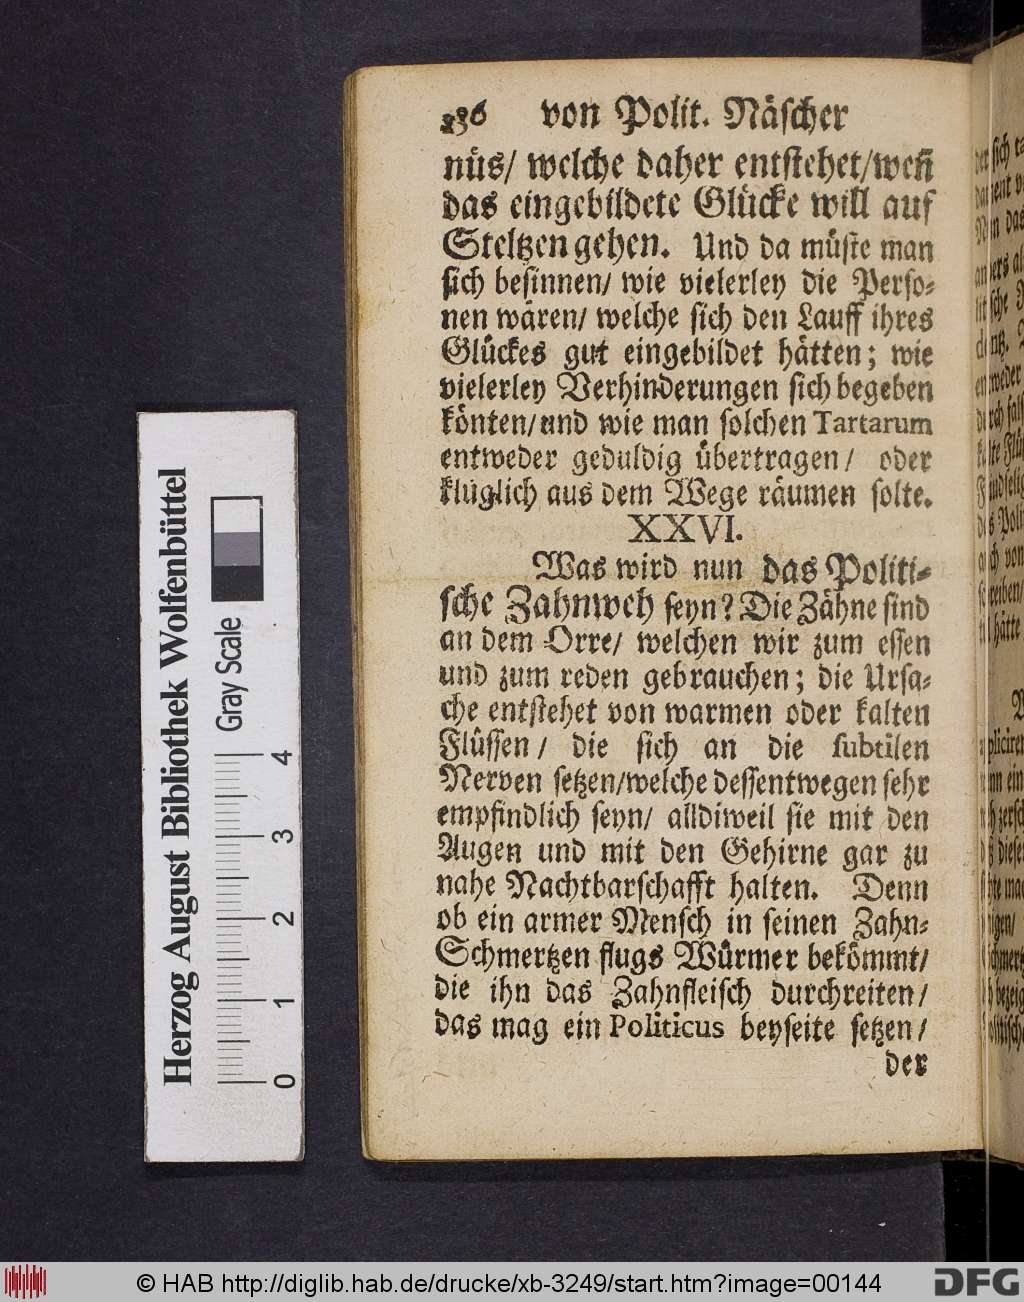 136 von Polit. Näscher
nüs/ welche daher entstehet/ weñ
das eingebildete Glücke will auf
Steltzen gehen. Und da müste man
sich besinnen/ wie vielerley die Perso-
nen wären/ welche sich den Lauff ihres
Glückes gut eingebildet hätten; wie
vielerley Verhinderungen sich begeben
könten/ und wie man solchen Tartarum
entweder geduldig übertragen/ oder
klüglich aus dem Wege räumen solte.
XXVI.
Was wird nun das Politi-
sche Zahnweh seyn? Die Zähne sind
an dem Orre/ welchen wir zum essen
und zum reden gebrauchen; die Ursa-
che entstehet von warmen oder kalten
Flüssen/ die sich an die subtilen
Nerven setzen/ welche dessentwegen sehr
empfindlich seyn/ alldiweil sie mit den
Augen und mit den Gehirne gar zu
nahe Nachtbarschafft halten. Denn
ob ein armer Mensch in seinen Zahn-
Schmertzen flugs Würmer bekömmt/
die ihn das Zahnfleisch durchreiten/
das mag ein Politicus beyseite setzen/
der
Herzog August Bibliothek Wolfenbüttel
Gray Scale
0 1 2 3 4
© HAB http://diglib.hab.de/drucke/xb-3249/start.htm?image=00144
DFG